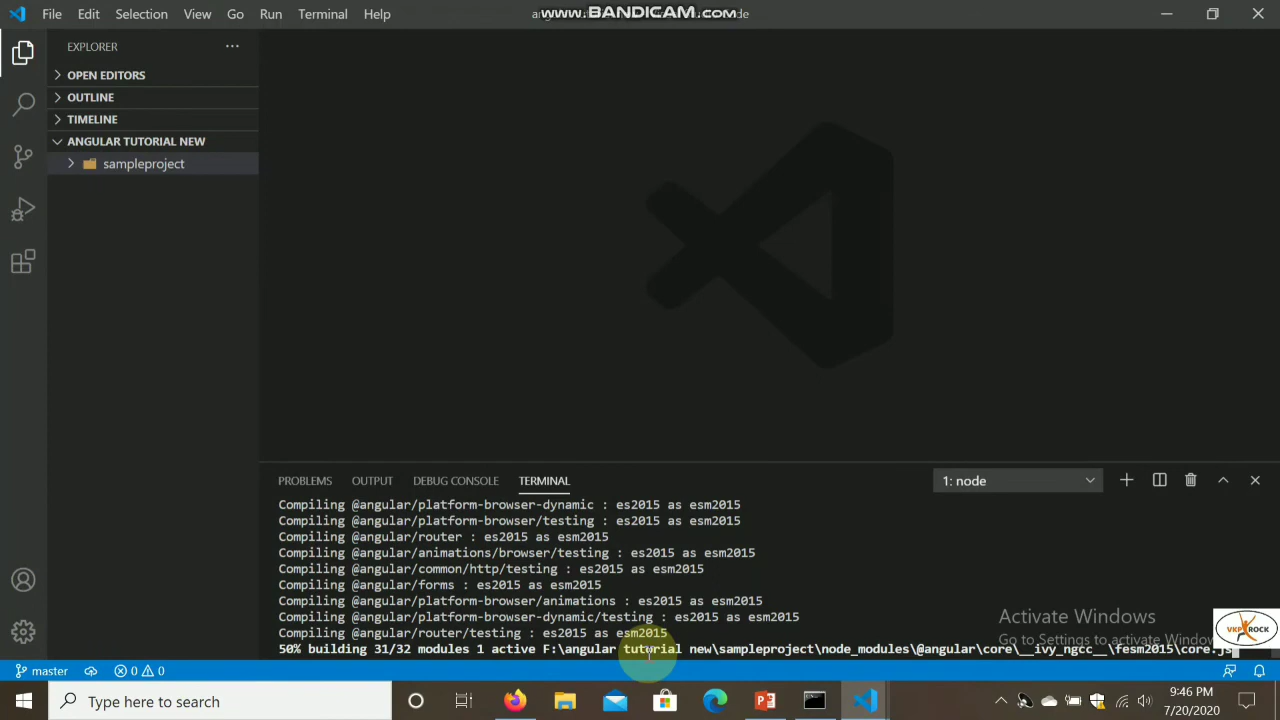 File Edit Selection View Go Run Terminal Help
www.BANDICAM.com
EXPLORER
OPEN EDITORS
OUTLINE
TIMELINE
ANGULAR TUTORIAL NEW
sampleproject
PROBLEMS OUTPUT DEBUG CONSOLE TERMINAL 1: node
Compiling @angular/platform-browser-dynamic : es2015 as esm2015
Compiling @angular/platform-browser/testing : es2015 as esm2015
Compiling @angular/router : es2015 as esm2015
Compiling @angular/animations/browser/testing : es2015 as esm2015
Compiling @angular/common/http/testing : es2015 as esm2015
Compiling @angular/forms : es2015 as esm2015
Compiling @angular/platform-browser/animations : es2015 as esm2015
Compiling @angular/platform-browser-dynamic/testing : es2015 as esm2015
Compiling @angular/router/testing : es2015 as esm2015
50% building 31/32 modules 1 active F:\angular tutorial new\sampleproject\node_modules\@angular\core\__ivy_ngcc__\fesm2015\core.js
Activate Windows
Go to Settings to activate Windows
VKP ROCK
master 0 0
Type here to search
9:46 PM
7/20/2020